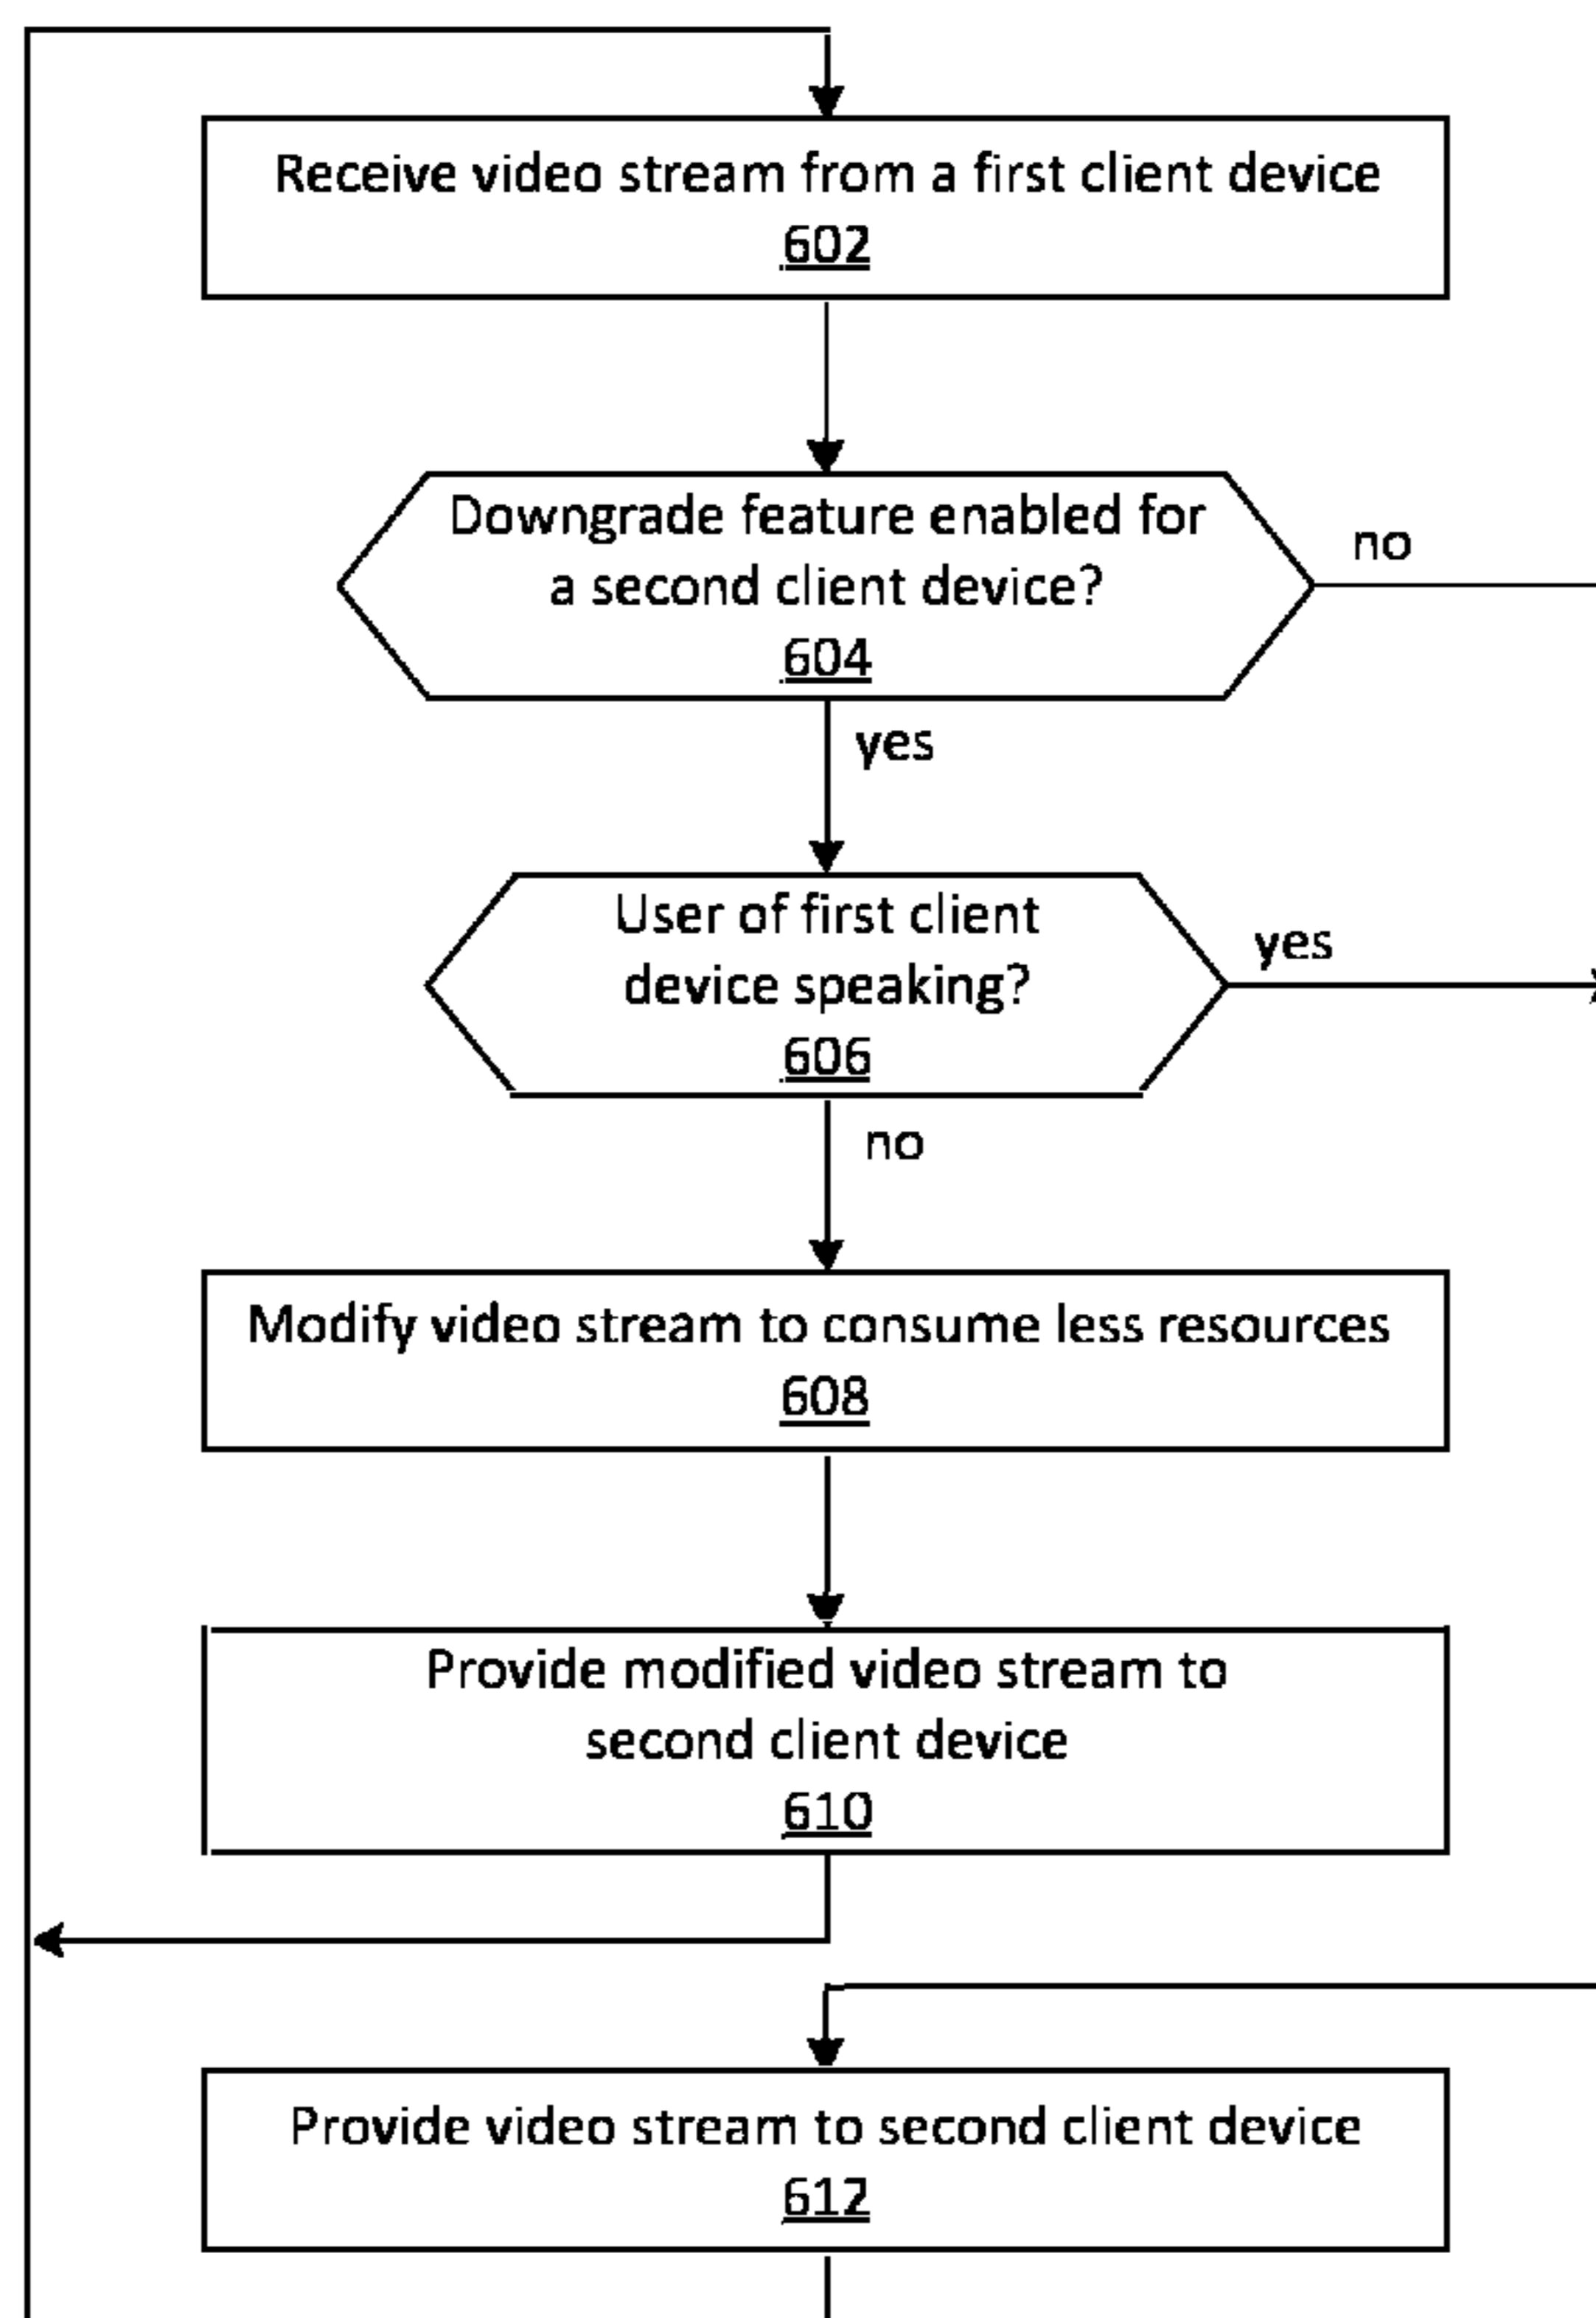 Receive video stream from a first client device
602
Downgrade feature enabled for
a second client device?
604
no
yes
User of first client
device speaking?
606
yes
no
Modify video stream to consume less resources
608
Provide modified video stream to
second client device
610
Provide video stream to second client device
612